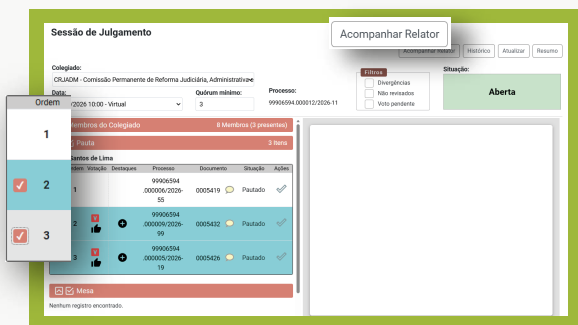 Sessão de Julgamento
Acompanhar Relator
Acompanhar Relator Histórico Atualizar Resumo
Colegiado:
CRJADM - Comissão Permanente de Reforma Judiciária, Administrativa e
Filtros
Divergências
Não revisados
Voto pendente
Situação:
Aberta
Data: Quórum mínimo: Processo:
/2026 10:00 - Virtual 3 99906594.000012/2026-11
Ordem
1
2
3
Membros do Colegiado 6 Membros (3 presentes)
Pauta 3 Itens
Santos de Lima
Ordem Votação Destaques Processo Documento Situação Ações
1 99906594
.000006/2026-
55 0005419 Pautado
2 V 99906594
.000009/2026-
99 0005432 Pautado
3 V 99906594
.000005/2026-
19 0005426 Pautado
Mesa
Nenhum registro encontrado.